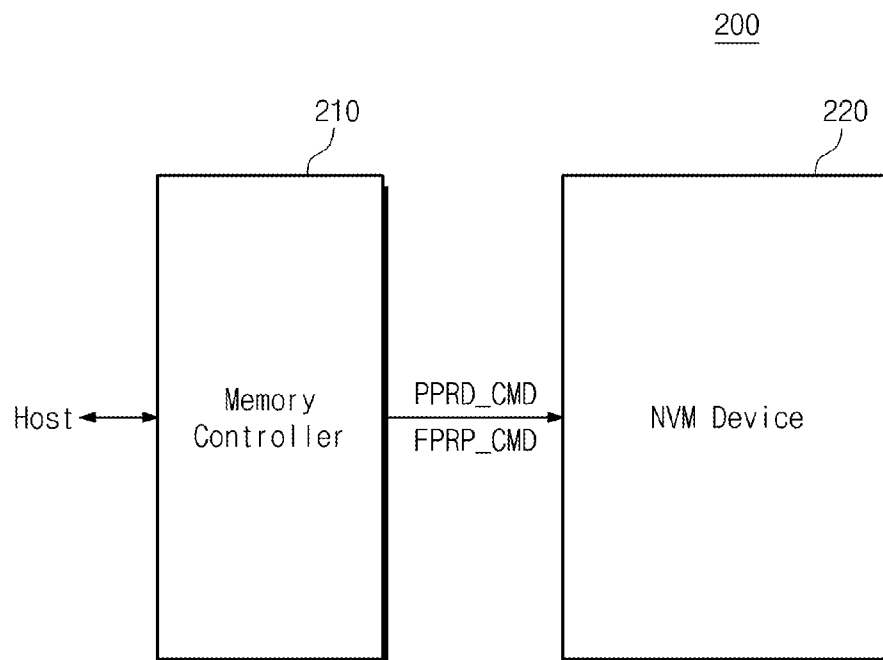 200
210
220
Host
Memory
Controller
PPRD_CMD
FPRP_CMD
NVM Device